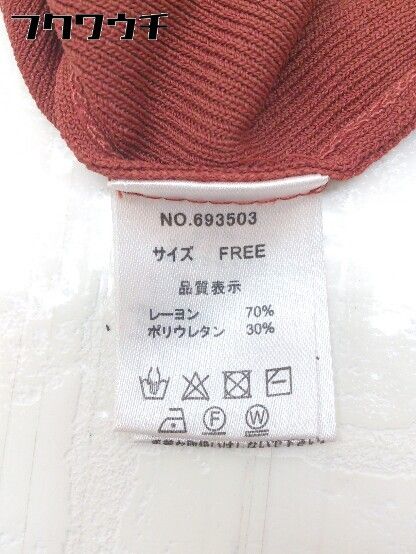 フクワウチ
NO.693503
サイズ FREE
品質表示
レーヨン 70%
ポリウレタン 30%
F W